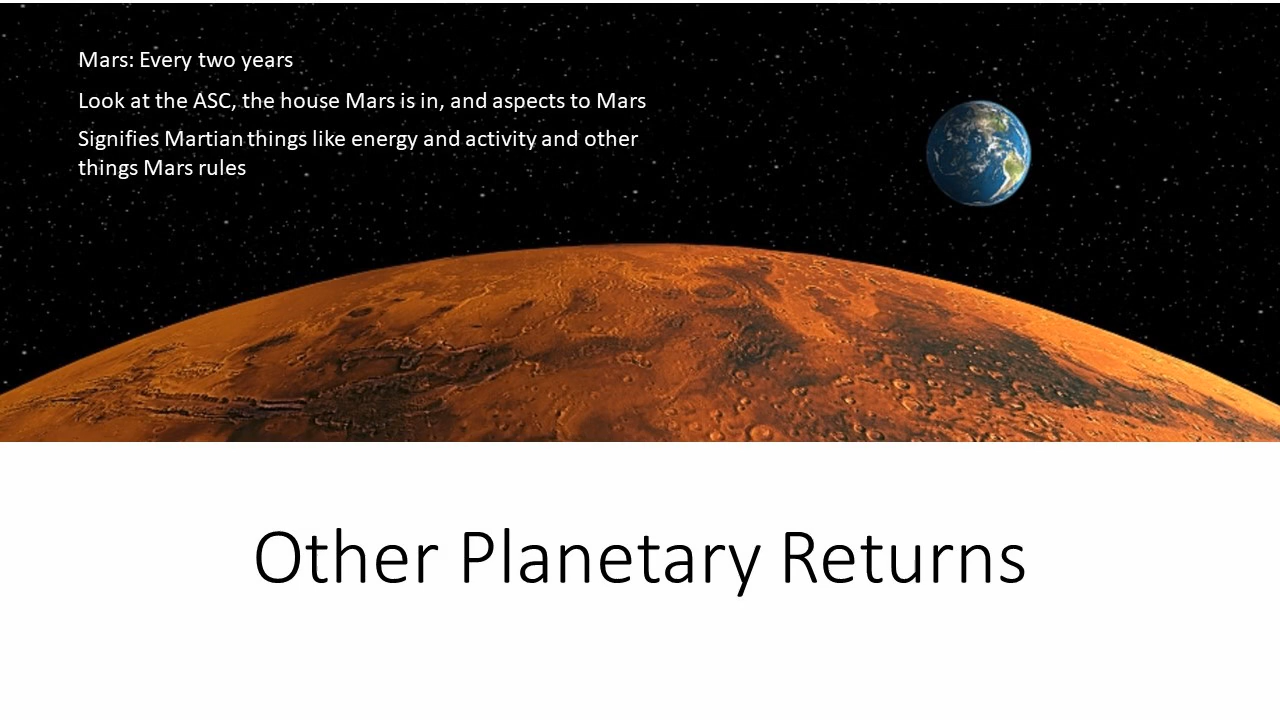 Mars: Every two years
Look at the ASC, the house Mars is in, and aspects to Mars
Signifies Martian things like energy and activity and other
things Mars rules
Other Planetary Returns